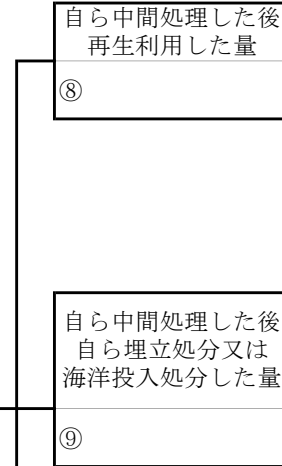 自ら中間処理した後
再生利用した量
⑧
自ら中間処理した後
自ら埋立処分又は
海洋投入処分した量
⑨